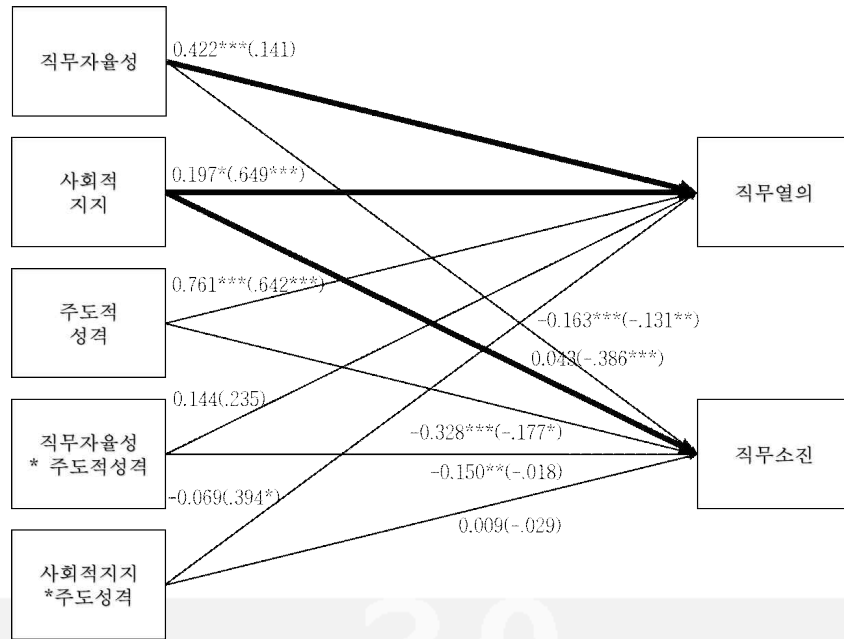 직무자율성
0.422***(.141)
사회적
지지
0.197*(.649***)
직무열의
주도적
성격
0.761***(.642***)
-0.163***(-.131**)
0.043(-.386***)
0.144(.235)
직무자율성
* 주도적성격
-0.328***(-.177*)
-0.150**(-.018)
직무소진
-0.069(.394*)
0.009(-.029)
사회적지지
*주도성격